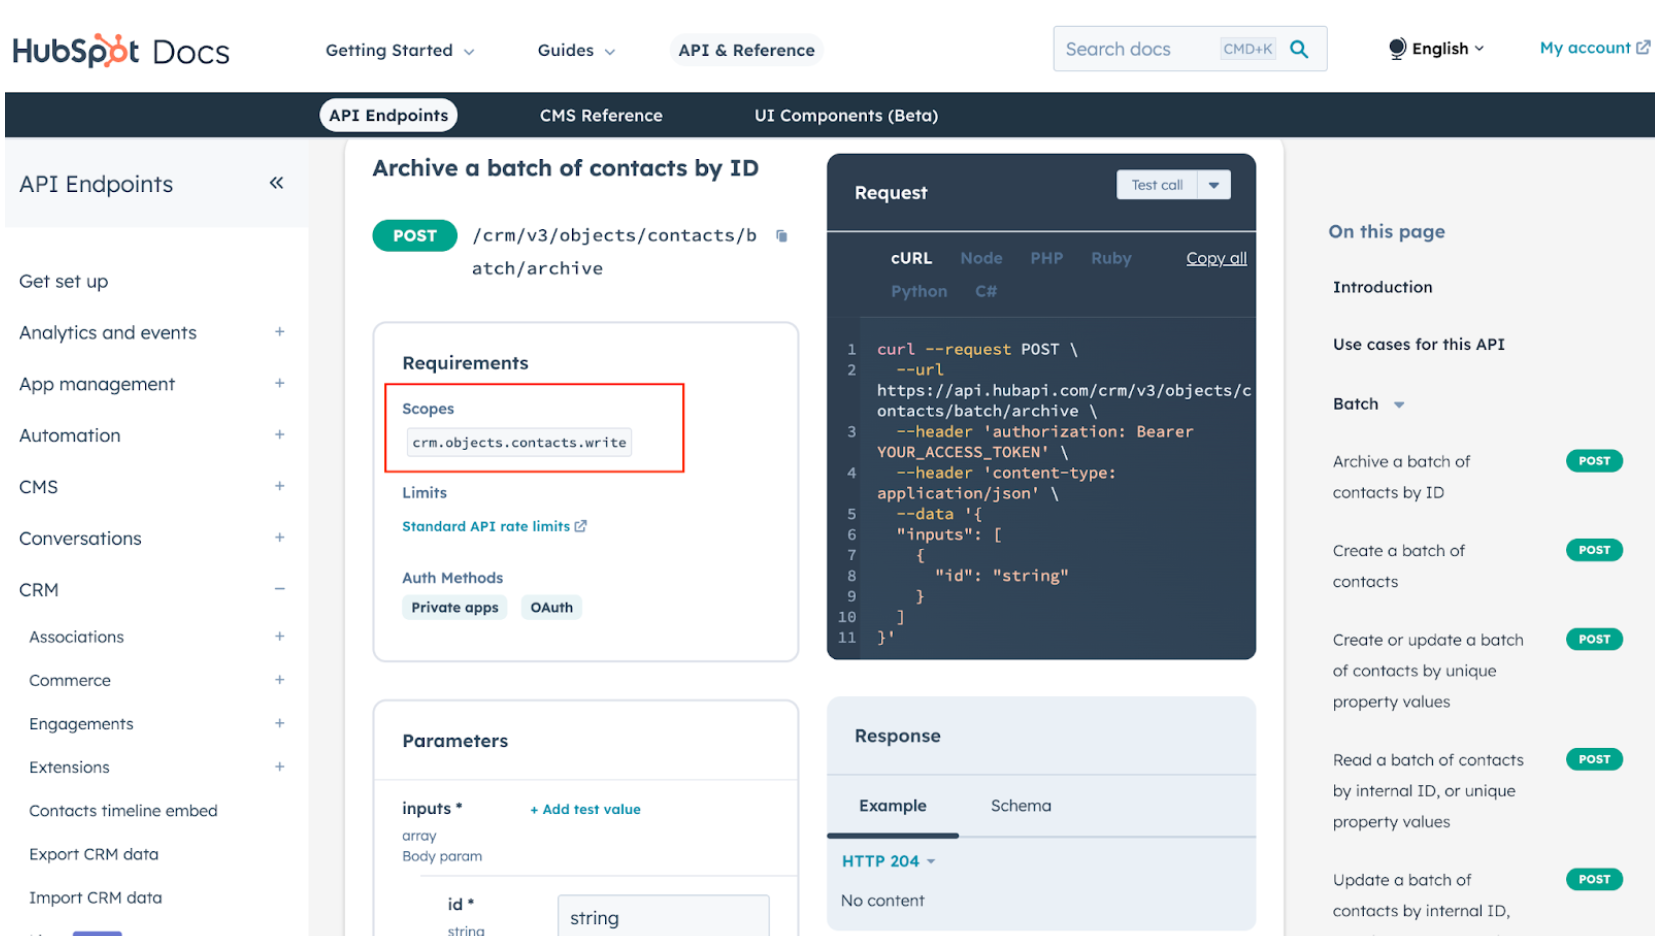 HubSpot Docs
Getting Started
Guides
API & Reference
Search docs
CMD+K
English
My account
API Endpoints
CMS Reference
UI Components (Beta)
API Endpoints
«
Get set up
Analytics and events +
App management +
Automation +
CMS +
Conversations +
CRM −
Associations +
Commerce +
Engagements +
Extensions +
Contacts timeline embed
Export CRM data
Import CRM data
Archive a batch of contacts by ID
POST
/crm/v3/objects/contacts/b
atch/archive
Requirements
Scopes
crm.objects.contacts.write
Limits
Standard API rate limits
Auth Methods
Private apps
OAuth
Parameters
inputs *
+ Add test value
array
Body param
id *
string
string
Request
Test call
cURL Node PHP Ruby
Copy all
Python C#
1 curl --request POST \
2 --url
https://api.hubapi.com/crm/v3/objects/c
ontacts/batch/archive \
3 --header 'authorization: Bearer
YOUR_ACCESS_TOKEN' \
4 --header 'content-type:
application/json' \
5 --data '{
6 "inputs": [
7 {
8 "id": "string"
9 }
10 ]
11 }'
Response
Example
Schema
HTTP 204
No content
On this page
Introduction
Use cases for this API
Batch
Archive a batch of
contacts by ID
POST
Create a batch of
contacts
POST
Create or update a batch
of contacts by unique
property values
POST
Read a batch of contacts
by internal ID, or unique
property values
POST
Update a batch of
contacts by internal ID,
POST